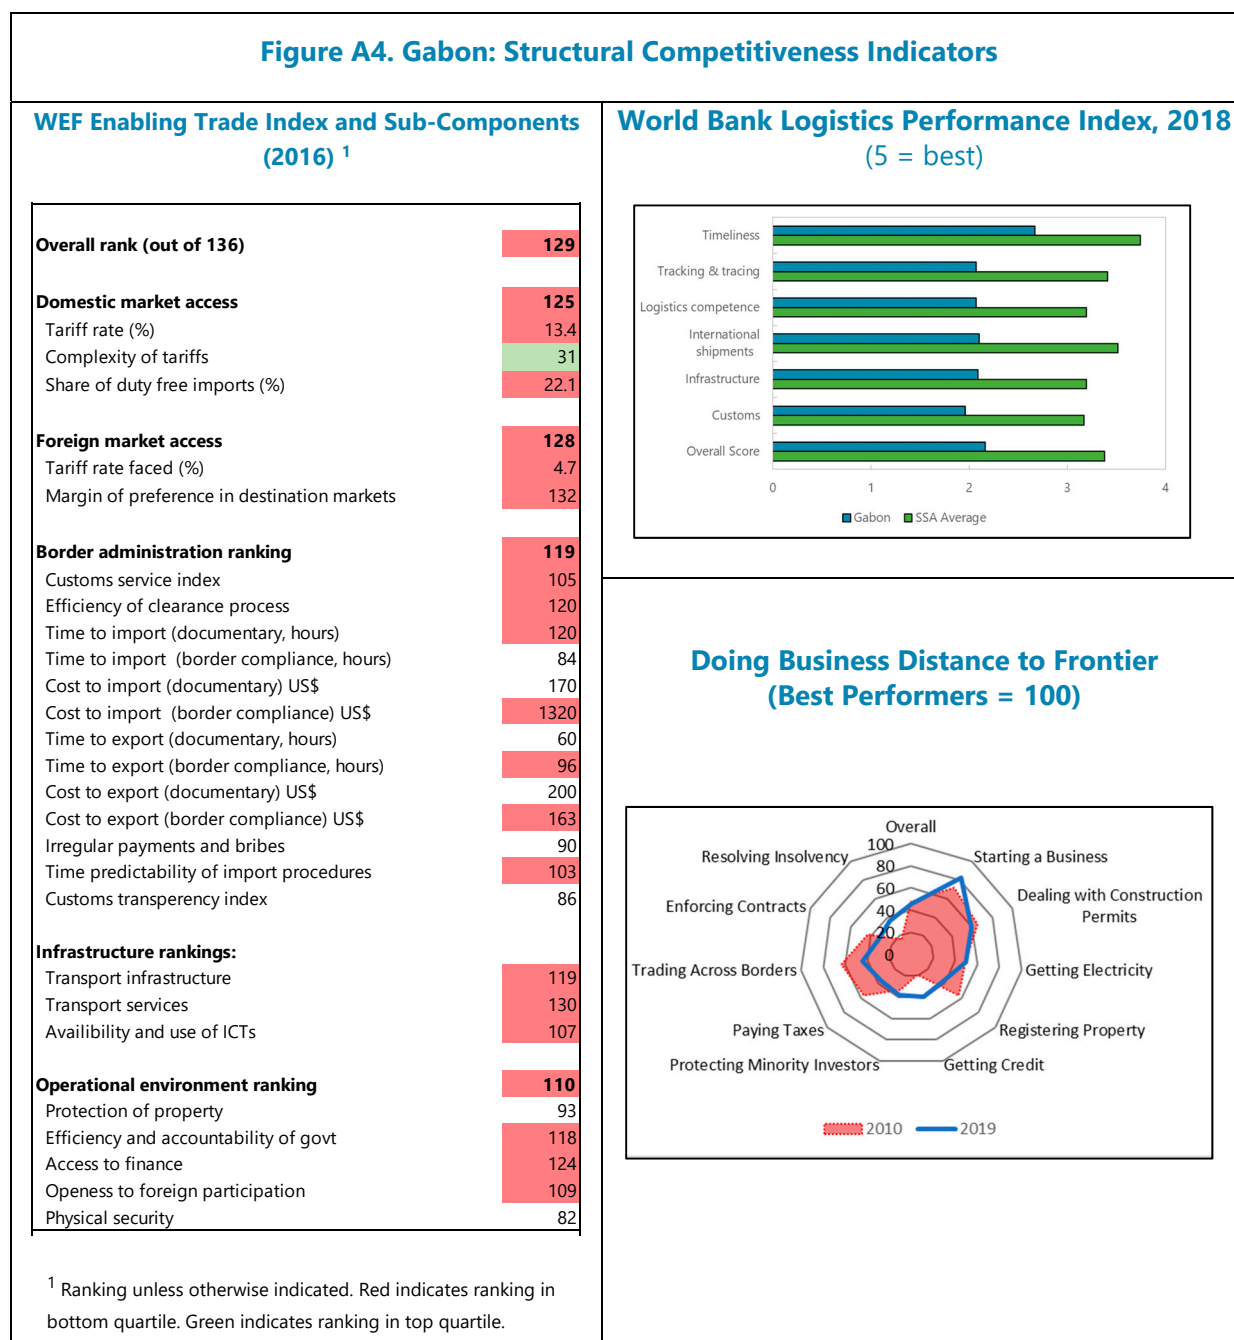 Figure A4. Gabon: Structural Competitiveness Indicators
WEF Enabling Trade Index and Sub-Components
(2016) 1
Overall rank (out of 136) 129
Domestic market access 125
Tariff rate (%) 13.4
Complexity of tariffs 31
Share of duty free imports (%) 22.1
Foreign market access 128
Tariff rate faced (%) 4.7
Margin of preference in destination markets 132
Border administration ranking 119
Customs service index 105
Efficiency of clearance process 120
Time to import (documentary, hours) 120
Time to import (border compliance, hours) 84
Cost to import (documentary) US$ 170
Cost to import (border compliance) US$ 1320
Time to export (documentary, hours) 60
Time to export (border compliance, hours) 96
Cost to export (documentary) US$ 200
Cost to export (border compliance) US$ 163
Irregular payments and bribes 90
Time predictability of import procedures 103
Customs transperency index 86
Infrastructure rankings:
Transport infrastructure 119
Transport services 130
Availibility and use of ICTs 107
Operational environment ranking 110
Protection of property 93
Efficiency and accountability of govt 118
Access to finance 124
Openess to foreign participation 109
Physical security 82
1 Ranking unless otherwise indicated. Red indicates ranking in
bottom quartile. Green indicates ranking in top quartile.
World Bank Logistics Performance Index, 2018
(5 = best)
Timeliness
Tracking & tracing
Logistics competence
International
shipments
Infrastructure
Customs
Overall Score
0 1 2 3 4
Gabon SSA Average
Doing Business Distance to Frontier
(Best Performers = 100)
Overall
Starting a Business
Dealing with Construction
Permits
Getting Electricity
Registering Property
Getting Credit
Protecting Minority Investors
Paying Taxes
Trading Across Borders
Enforcing Contracts
Resolving Insolvency
100
80
60
40
20
0
2010 2019